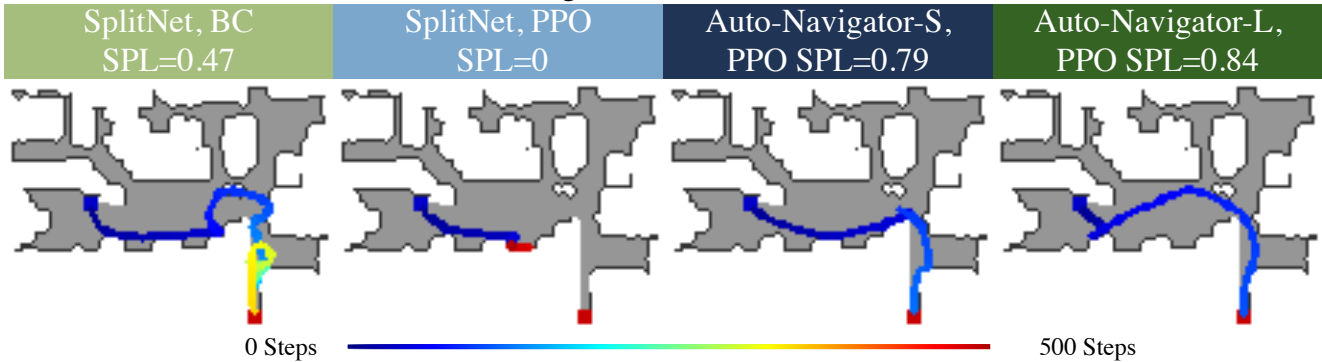 SplitNet, BC
SPL=0.47
SplitNet, PPO
SPL=0
Auto-Navigator-S,
PPO SPL=0.79
Auto-Navigator-L,
PPO SPL=0.84
0 Steps
500 Steps